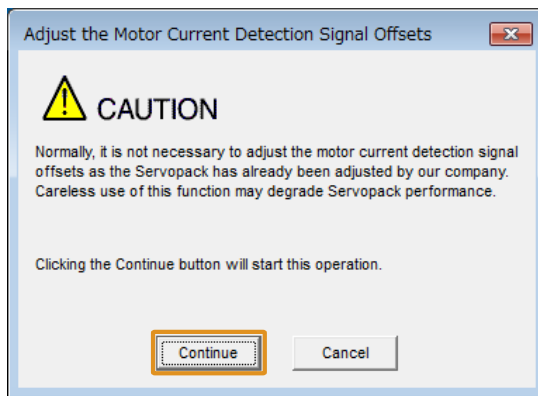 Adjust the Motor Current Detection Signal Offsets
CAUTION
Normally, it is not necessary to adjust the motor current detection signal
offsets as the Servopack has already been adjusted by our company.
Careless use of this function may degrade Servopack performance.
Clicking the Continue button will start this operation.
Continue
Cancel